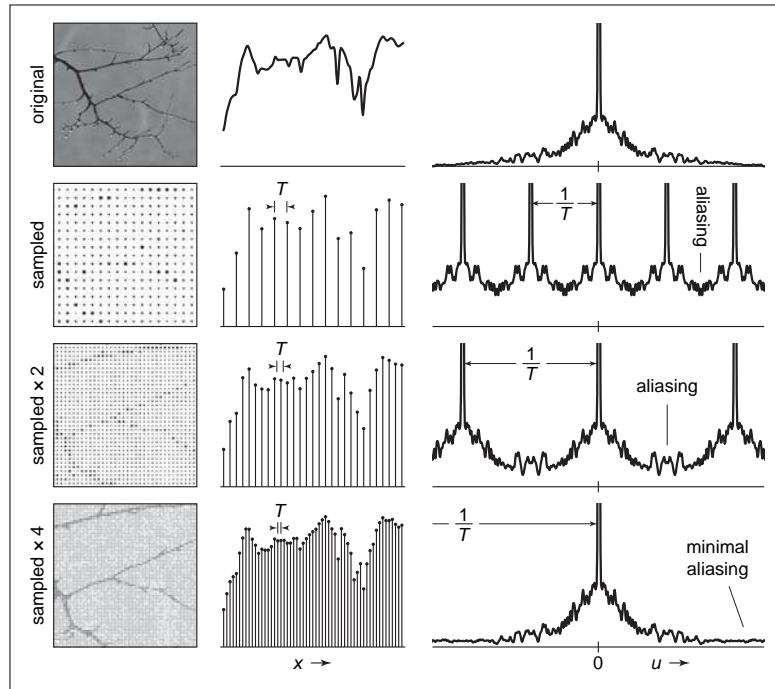 original
sampled
T
1/T
aliasing
sampled × 2
T
1/T
aliasing
sampled × 4
T
1/T
minimal
aliasing
x →
0
u →